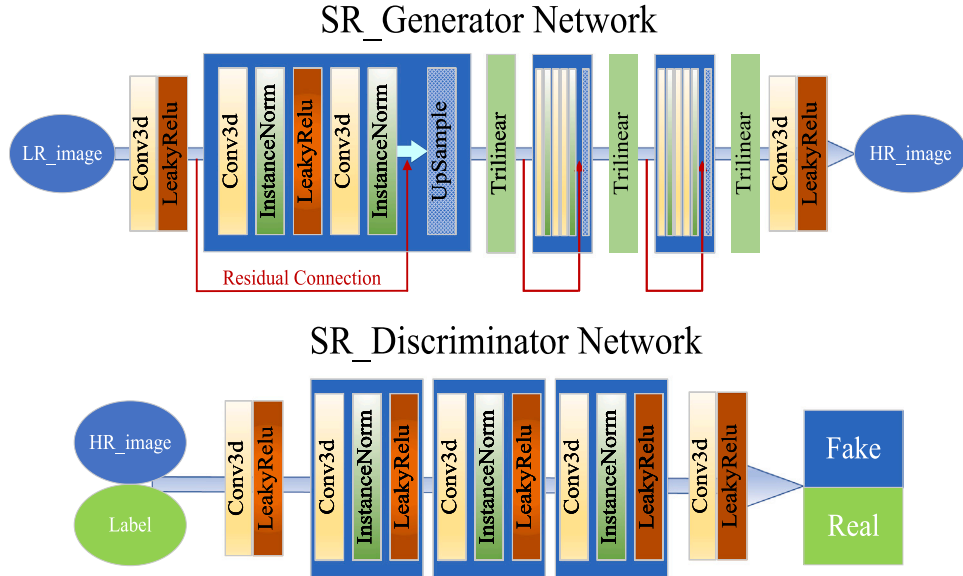 SR_Generator Network
LR_image
Conv3d
LeakyRelu
Conv3d
InstanceNorm
LeakyRelu
Conv3d
InstanceNorm
UpSample
Trilinear
Trilinear
Trilinear
Conv3d
LeakyRelu
HR_image
Residual Connection
SR_Discriminator Network
HR_image
Label
Conv3d
LeakyRelu
Conv3d
InstanceNorm
LeakyRelu
Conv3d
InstanceNorm
LeakyRelu
Conv3d
InstanceNorm
LeakyRelu
Conv3d
LeakyRelu
Fake
Real